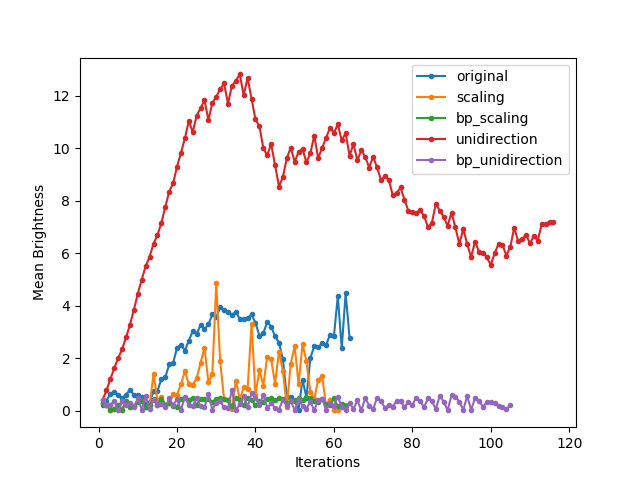 original
scaling
bp_scaling
unidirection
bp_unidirection
12
10
8
6
4
2
0
Mean Brightness
0 20 40 60 80 100 120
Iterations